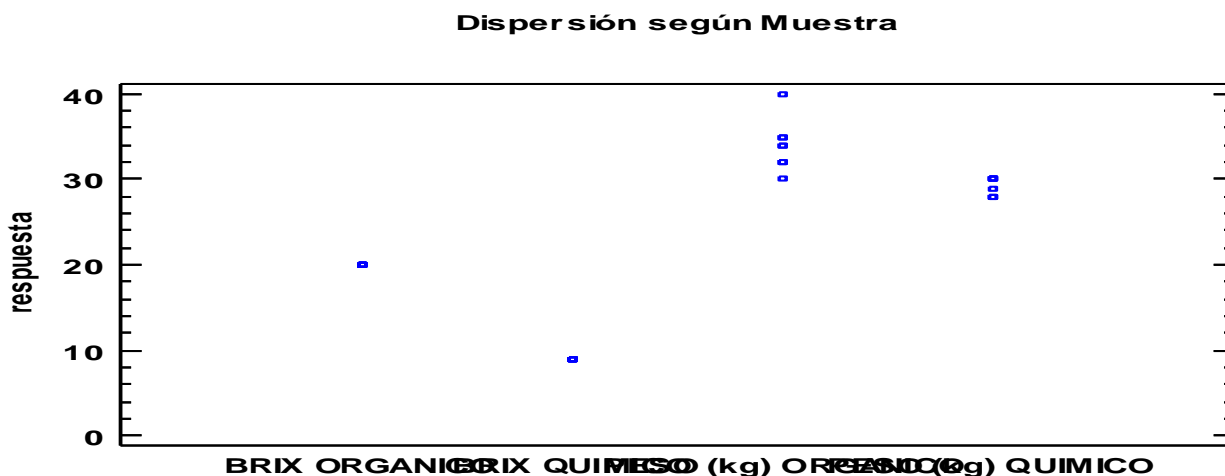 Dispersión según Muestra
40
30
20
10
0
respuesta
BRIX ORGANICO BRIX QUIMICO PESO (kg) ORGANICO PESO (kg) QUIMICO